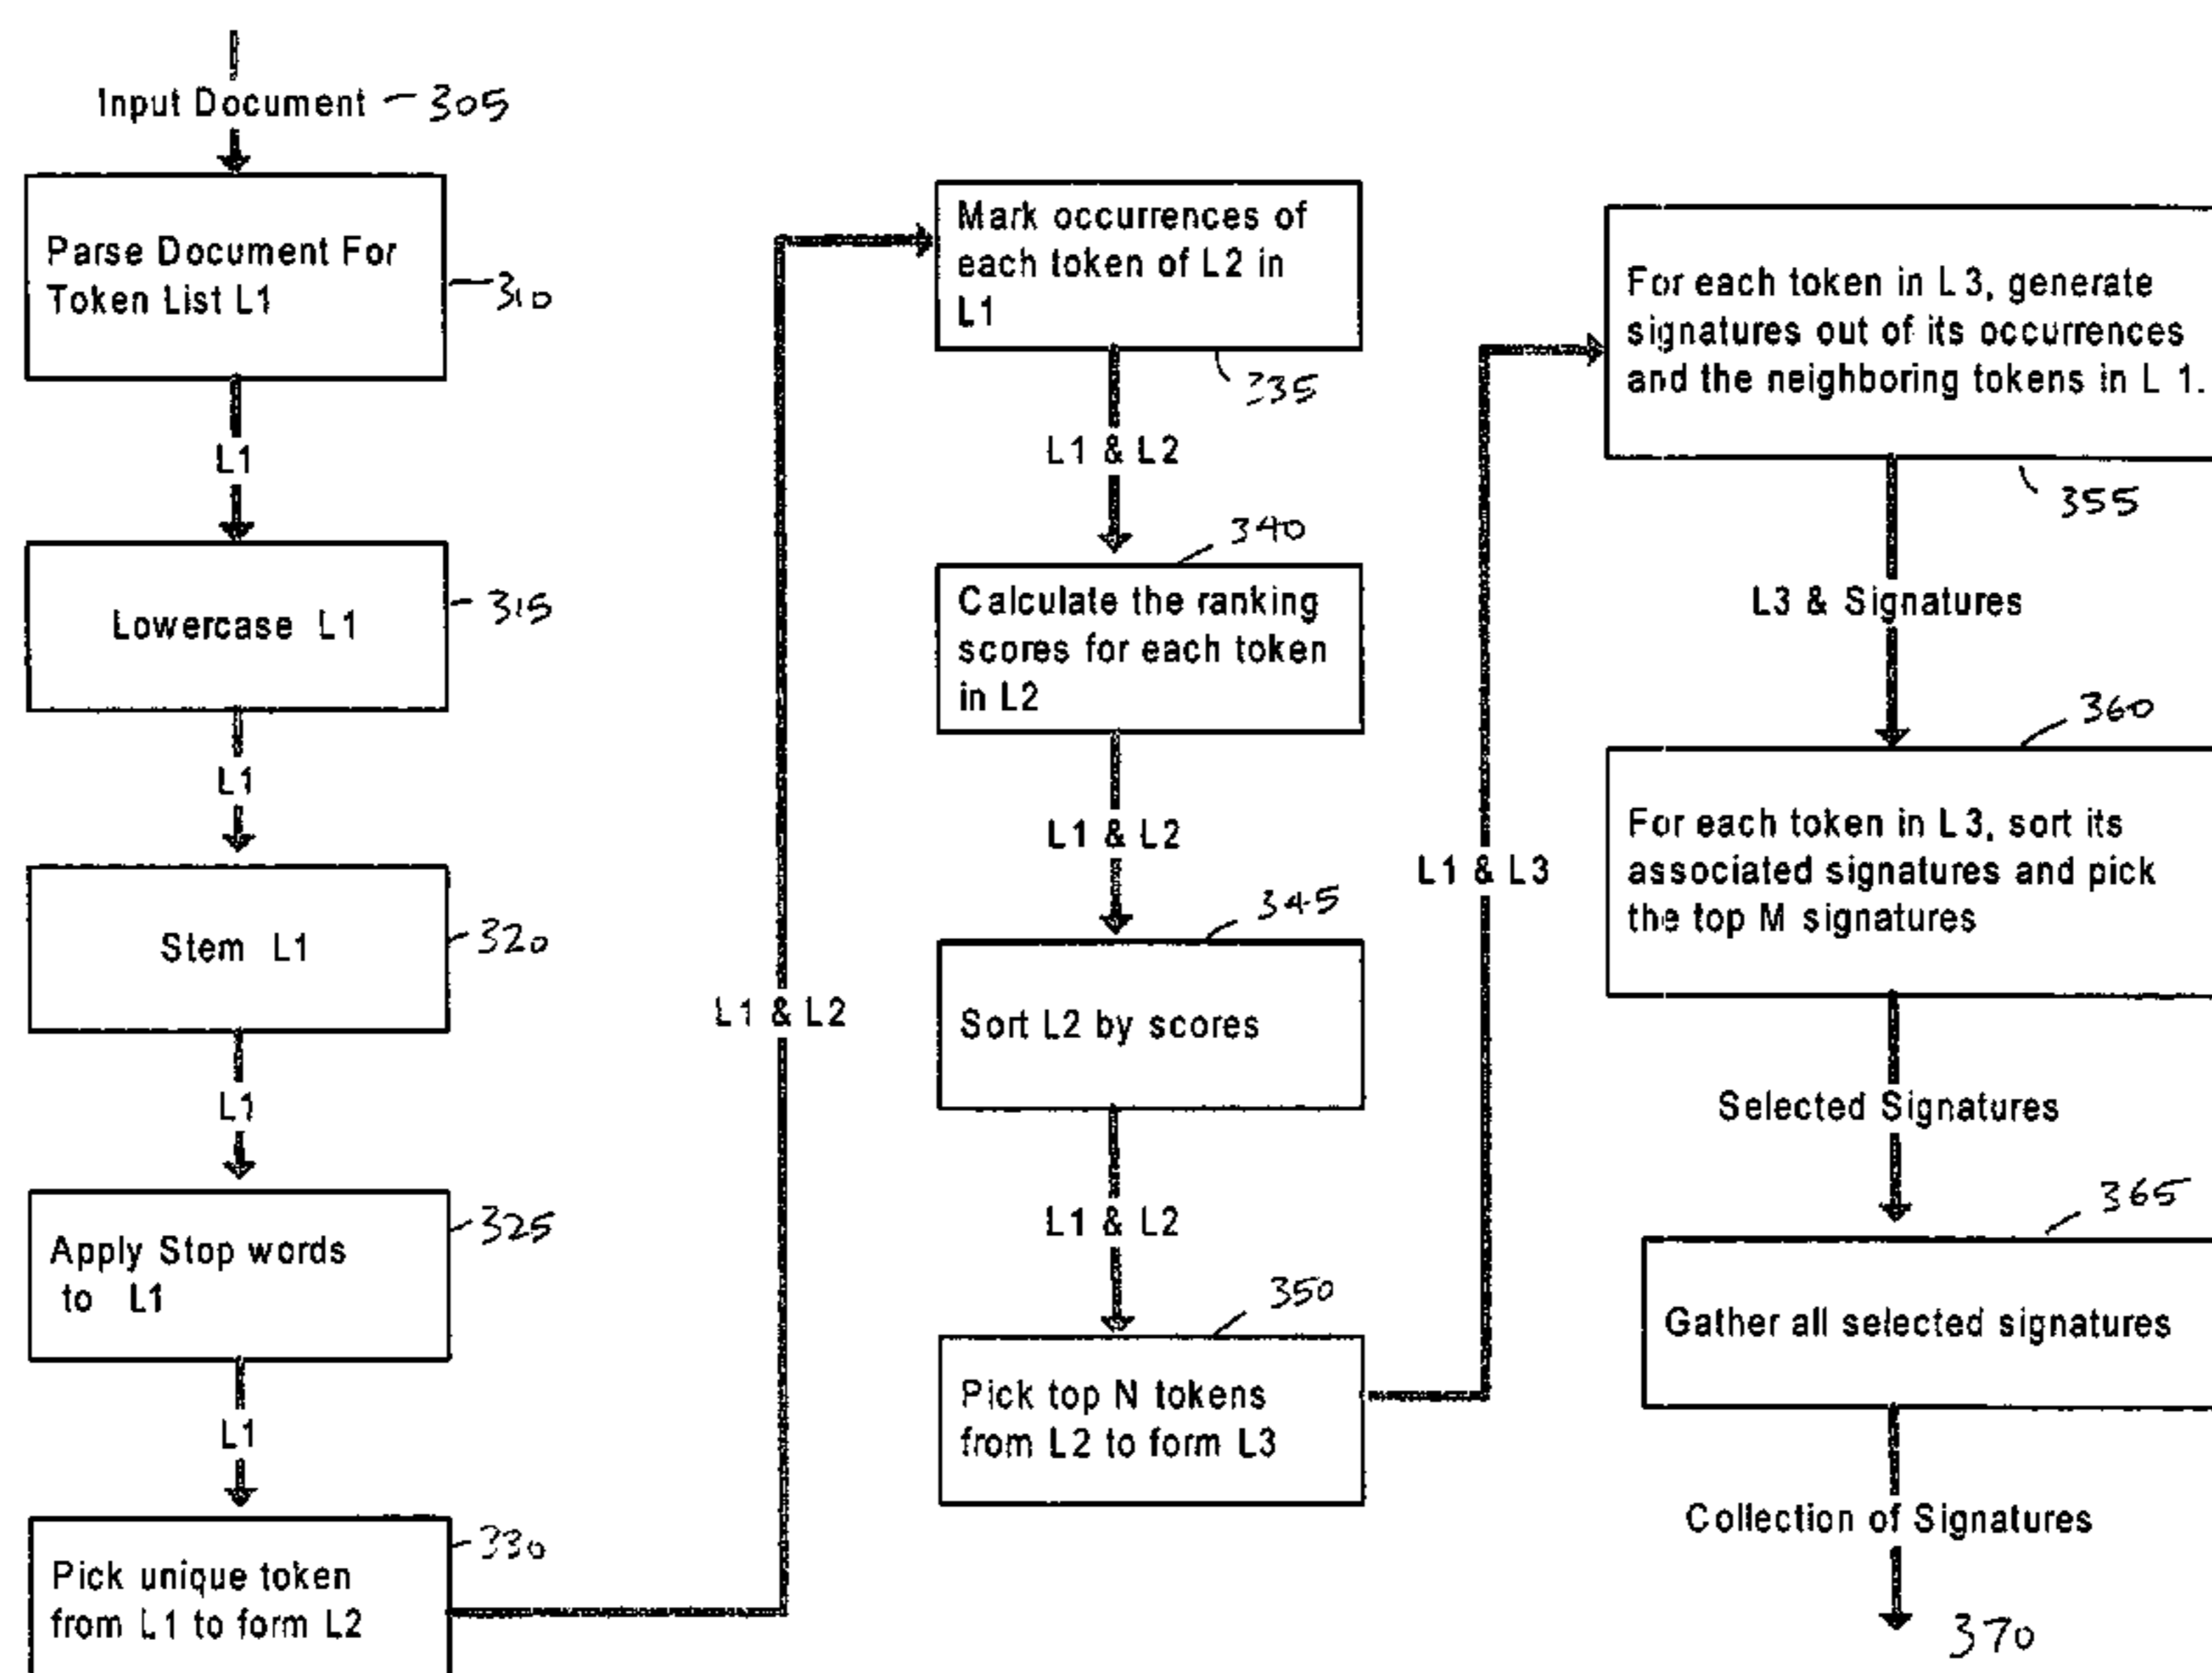 Input Document 305
Parse Document For
Token List L1
310
L1
Lowercase L1
315
L1
Stem L1
320
L1
Apply Stop words
to L1
325
L1
Pick unique token
from L1 to form L2
330
L1 & L2
Mark occurrences of
each token of L2 in
L1
335
L1 & L2
340
Calculate the ranking
scores for each token
in L2
L1 & L2
345
Sort L2 by scores
L1 & L2
350
Pick top N tokens
from L2 to form L3
L1 & L3
For each token in L3, generate
signatures out of its occurrences
and the neighboring tokens in L 1.
355
L3 & Signatures
360
For each token in L3, sort its
associated signatures and pick
the top M signatures
Selected Signatures
365
Gather all selected signatures
Collection of Signatures
370